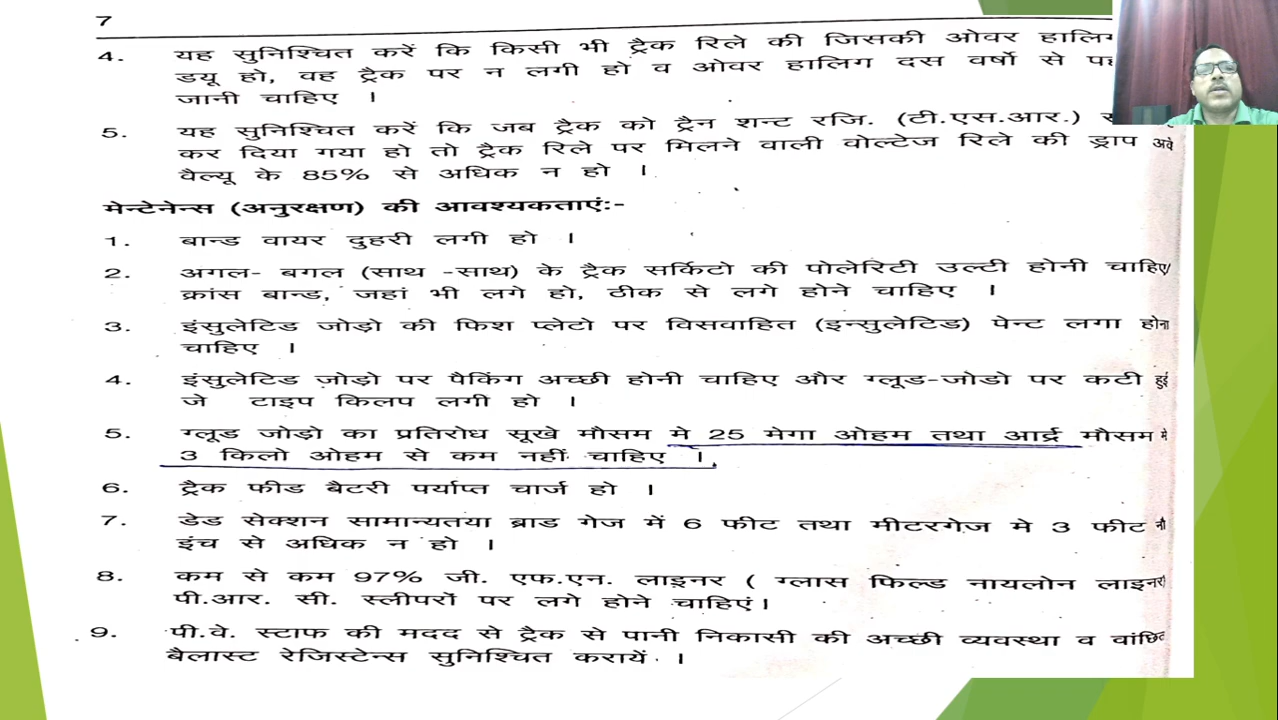 7
4. यह सुनिश्चित करें कि किसी भी ट्रैक रिले की जिसकी ओवर
डयू हो, वह ट्रैक पर न लगी हो व ओवर हालिग दस वर्षो से
जानी चाहिए ।
5. यह सुनिश्चित करें कि जब ट्रैक को ट्रैन शन्ट रजि. (टी.एस.आर.)
कर दिया गया हो तो ट्रैक रिले पर मिलने वाली वोल्टेज रिले की ड्राप अवे
वैल्यू के 85% से अधिक न हो ।
मेन्टेनेन्स (अनुरक्षण) की आवश्यकताएंः-
1. बान्ड वायर दुहरी लगी हो ।
2. अगल- बगल (साथ -साथ) के ट्रैक सर्किटो की पोलेरिटी उल्टी होनी चाहिए/
क्रांस बान्ड, जहां भी लगे हो, ठीक से लगे होने चाहिए ।
3. इंसुलेटिड जोड़ो की फिश प्लेटो पर विसवाहित (इन्सुलेटिड) पेन्ट लगा होना
चाहिए ।
4. इंसुलेटिड जोड़ो पर पैकिंग अच्छी होनी चाहिए और ग्लूड-जोडो पर कटी हुई
जे टाइप किलप लगी हो ।
5. ग्लूड जोड़ो का प्रतिरोध सूखे मौसम मे 25 मेगा ओहम तथा आर्द्र मौसम मे
3 किलो ओहम से कम नहीं चाहिए ।
6. ट्रैक फीड बैटरी पर्याप्त चार्ज हो ।
7. डेड सेक्शन सामान्यतया ब्राड गेज में 6 फीट तथा मीटरगेज मे 3 फीट नौ
इंच से अधिक न हो ।
8. कम से कम 97% जी. एफ.एन. लाइनर ( ग्लास फिल्ड नायलोन लाइनर)
पी.आर. सी. स्लीपरों पर लगे होने चाहिएं।
9. पी.वे. स्टाफ की मदद से ट्रैक से पानी निकासी की अच्छी व्यवस्था व वांछित
बैलास्ट रेजिस्टेन्स सुनिश्चित करायें ।